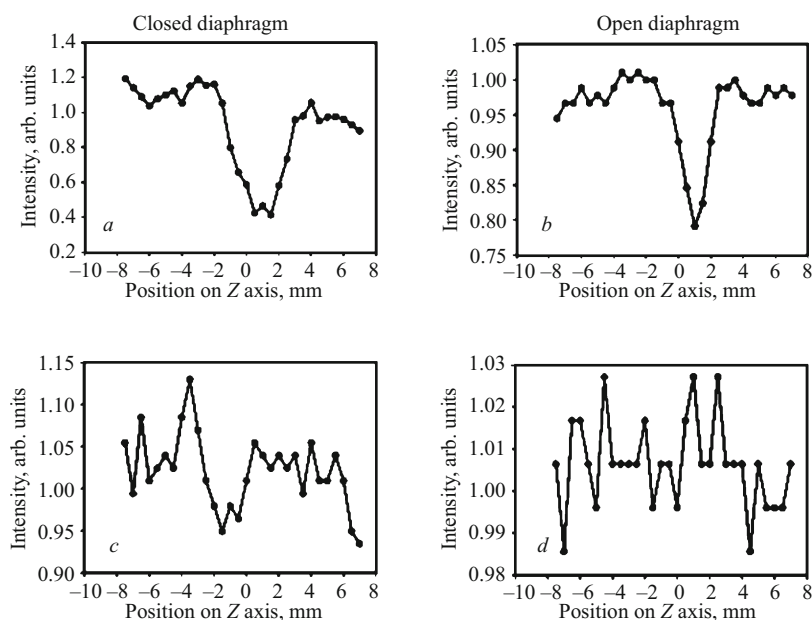 Closed diaphragm
Open diaphragm
1.4
1.2
1.0
0.8
0.6
0.4
0.2
Intensity, arb. units
a
–10 –8 –6 –4 –2 0 2 4 6 8
Position on Z axis, mm
1.05
1.00
0.95
0.90
0.85
0.80
0.75
Intensity, arb. units
b
–10 –8 –6 –4 –2 0 2 4 6 8
Position on Z axis, mm
1.15
1.10
1.05
1.00
0.95
0.90
Intensity, arb. units
c
–10 –8 –6 –4 –2 0 2 4 6 8
Position on Z axis, mm
1.03
1.02
1.01
1.00
0.99
0.98
Intensity, arb. units
d
–10 –8 –6 –4 –2 0 2 4 6 8
Position on Z axis, mm